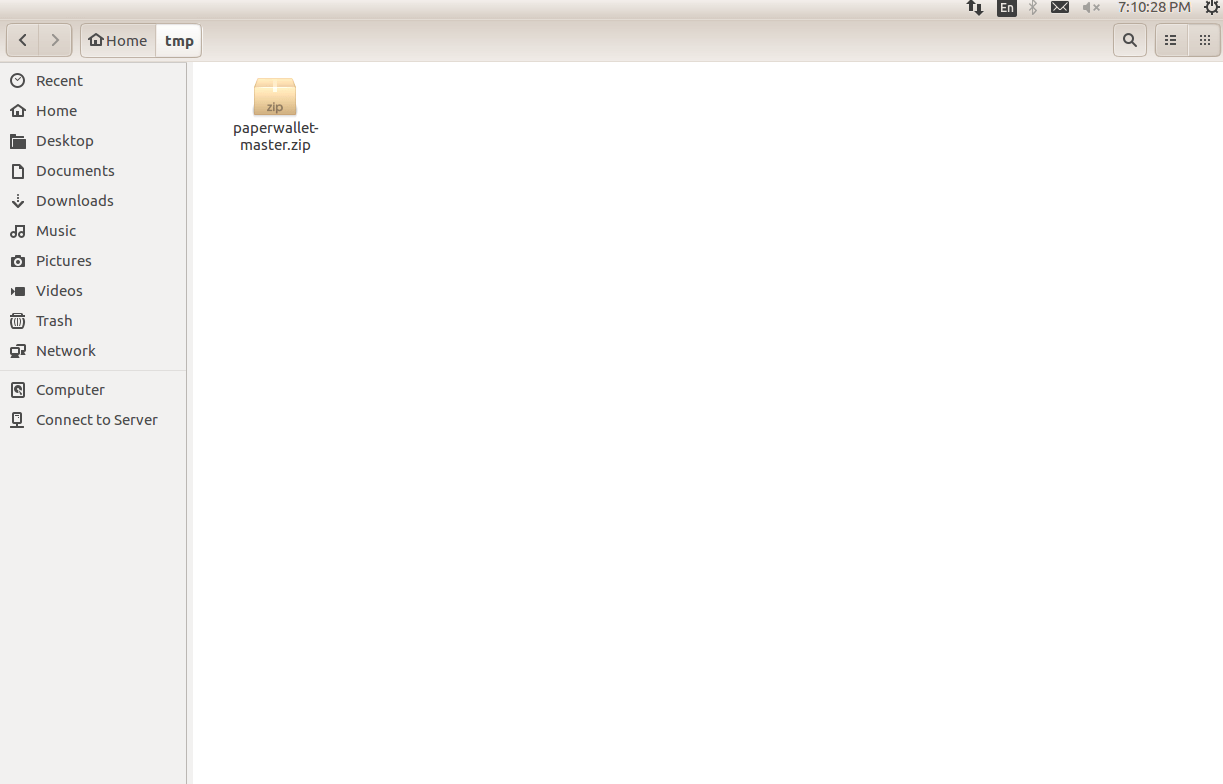 En 7:10:28 PM
Home tmp
Recent
Home
Desktop
Documents
Downloads
Music
Pictures
Videos
Trash
Network
Computer
Connect to Server
zip
paperwallet-
master.zip